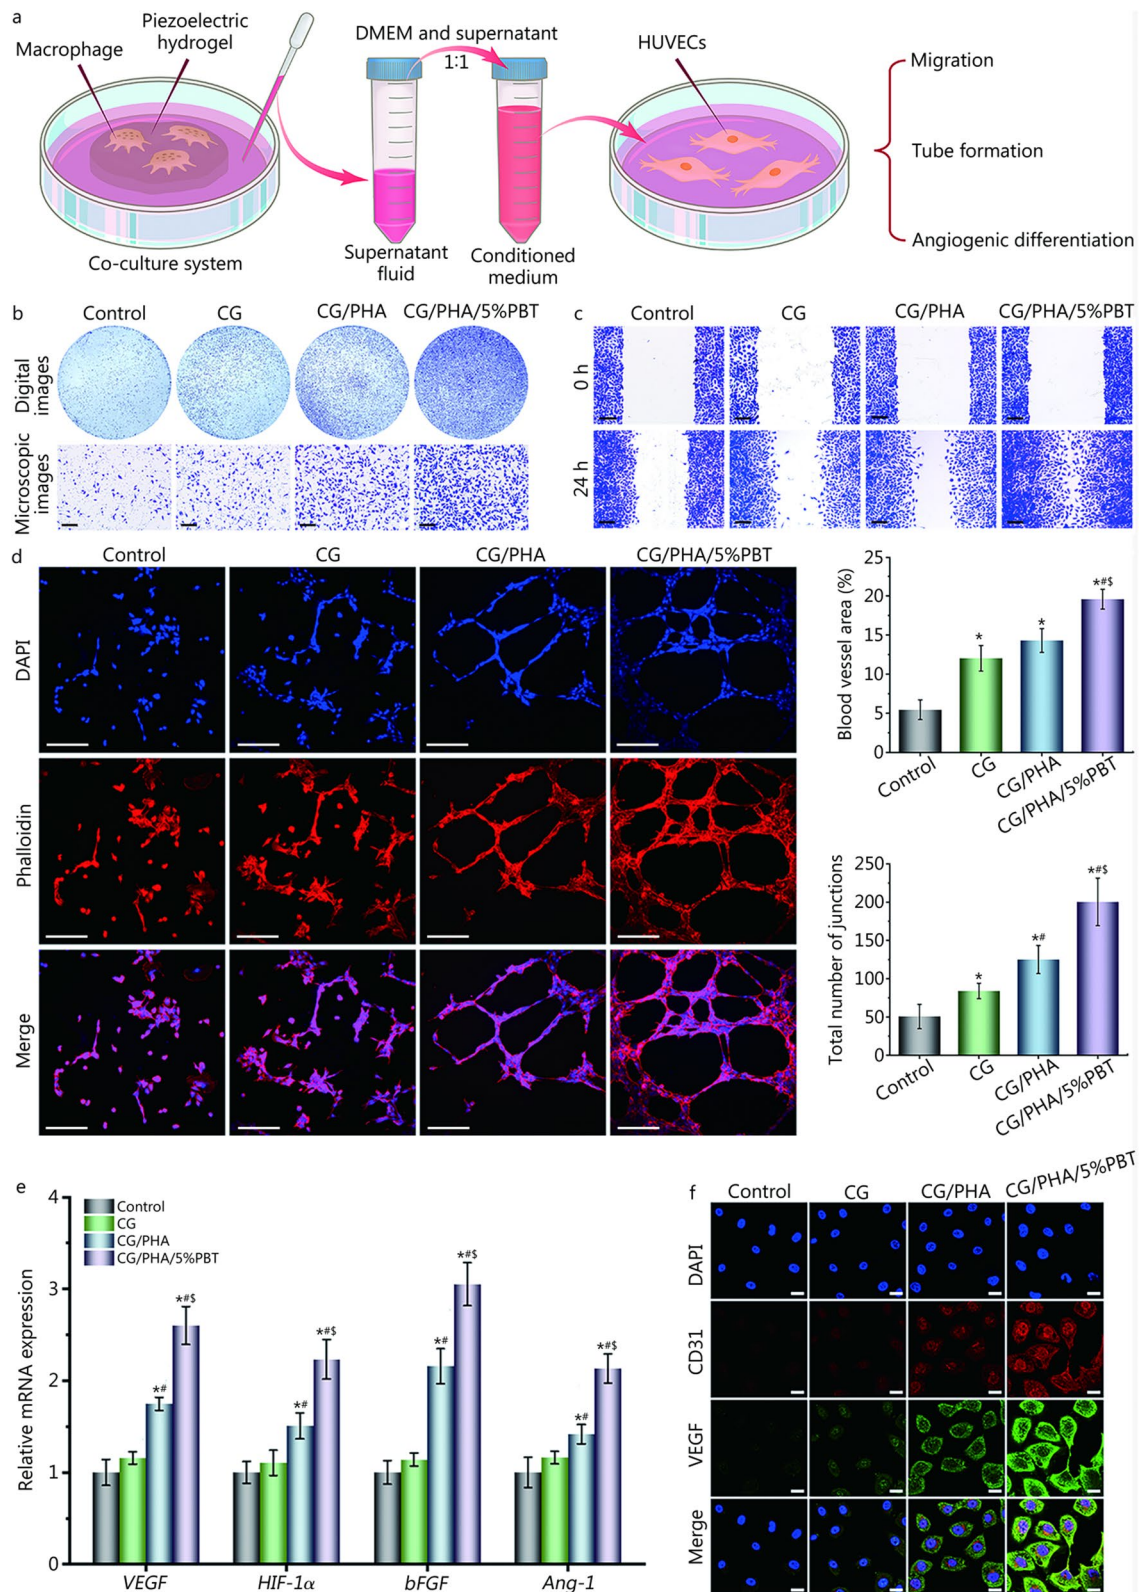 a
Macrophage
Piezoelectric
hydrogel
DMEM and supernatant
1:1
HUVECs
Migration
Tube formation
Angiogenic differentiation
Co-culture system
Supernatant
fluid
Conditioned
medium
b
Control CG CG/PHA CG/PHA/5%PBT
Digital
images
Microscopic
images
c
Control CG CG/PHA CG/PHA/5%PBT
0 h
24 h
d
Control CG CG/PHA CG/PHA/5%PBT
DAPI
Phalloidin
Merge
Blood vessel area (%)
25
20
15
10
5
0
* * *#$
Control CG CG/PHA CG/PHA/5%PBT
Total number of junctions
250
200
150
100
50
0
* *# *#$
Control CG CG/PHA CG/PHA/5%PBT
e
Relative mRNA expression
4
3
2
1
0
Control
CG
CG/PHA
CG/PHA/5%PBT
*# *#$ *# *#$ *# *#$ *# *#$
VEGF HIF-1α bFGF Ang-1
f
Control CG CG/PHA CG/PHA/5%PBT
DAPI
CD31
VEGF
Merge